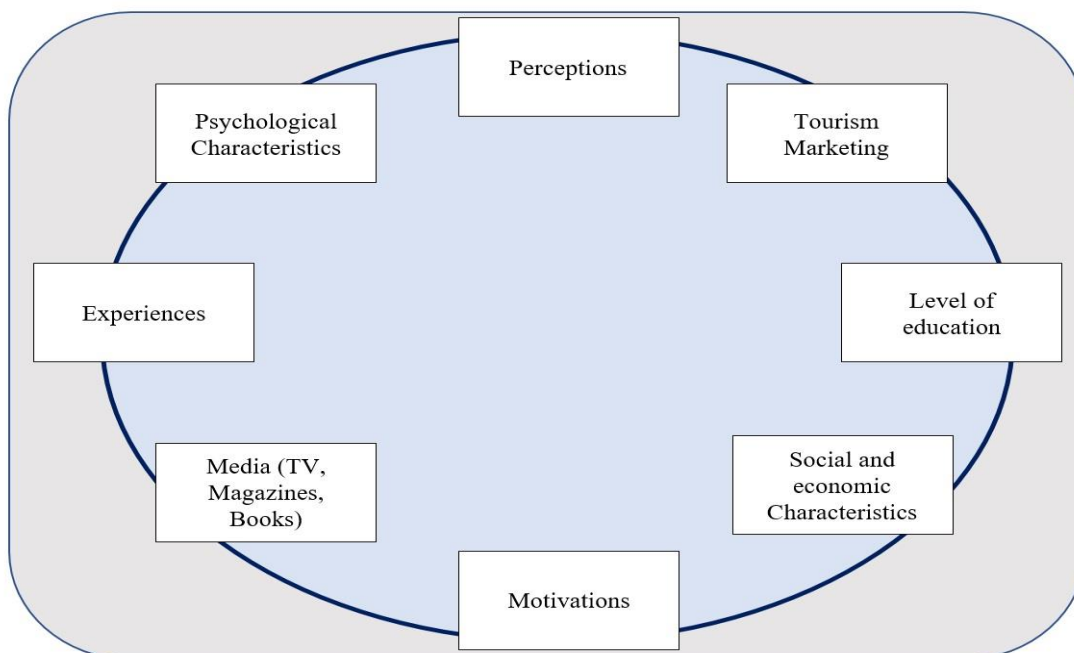 Perceptions
Psychological
Characteristics
Tourism
Marketing
Experiences
Level of
education
Media (TV,
Magazines,
Books)
Social and
economic
Characteristics
Motivations